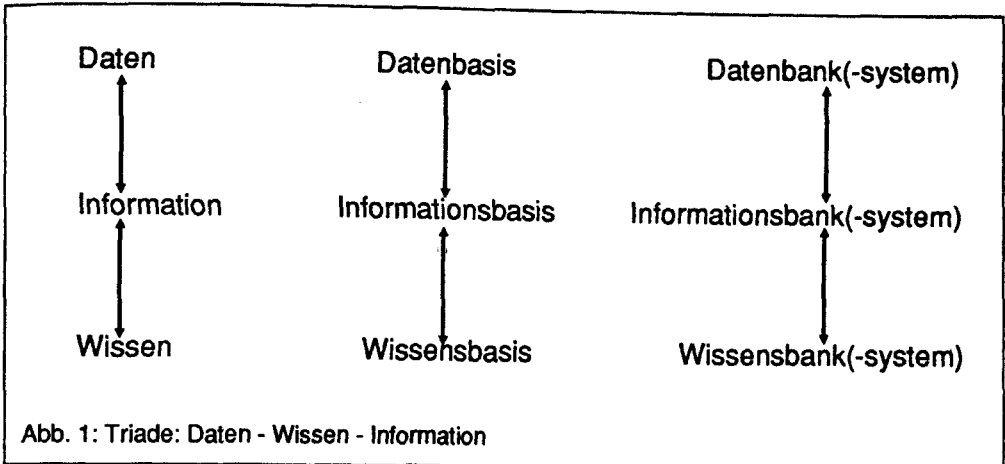 Daten Datenbasis Datenbank(-system)
Information Informationsbasis Informationsbank(-system)
Wissen Wissensbasis Wissensbank(-system)
Abb. 1: Triade: Daten - Wissen - Information